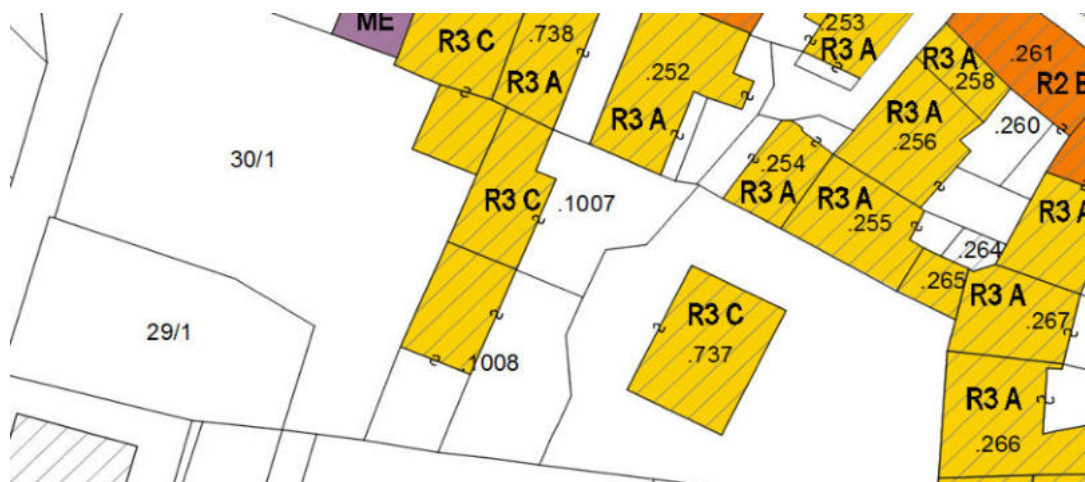 ME
R3 C
.738
R3 A
.252
R3 A
.253
R3 A
R3 A
.258
.261
R2 B
R3 A
.256
.260
30/1
R3 C
.1007
.254
R3 A
R3 A
.255
R3 A
.264
.265
R3 A
.267
29/1
.1008
R3 C
.737
R3 A
.266